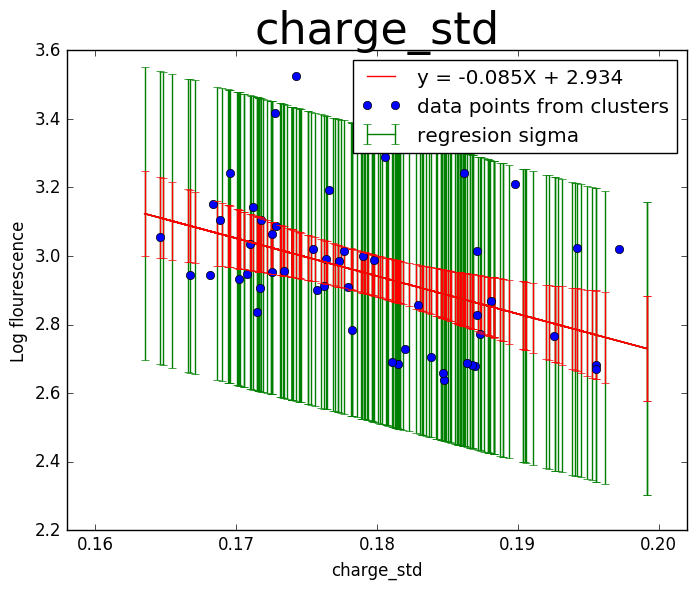 charge_std
y = -0.085X + 2.934
data points from clusters
regresion sigma
3.6
3.4
3.2
3.0
2.8
2.6
2.4
2.2
Log flourescence
0.16 0.17 0.18 0.19 0.20
charge_std